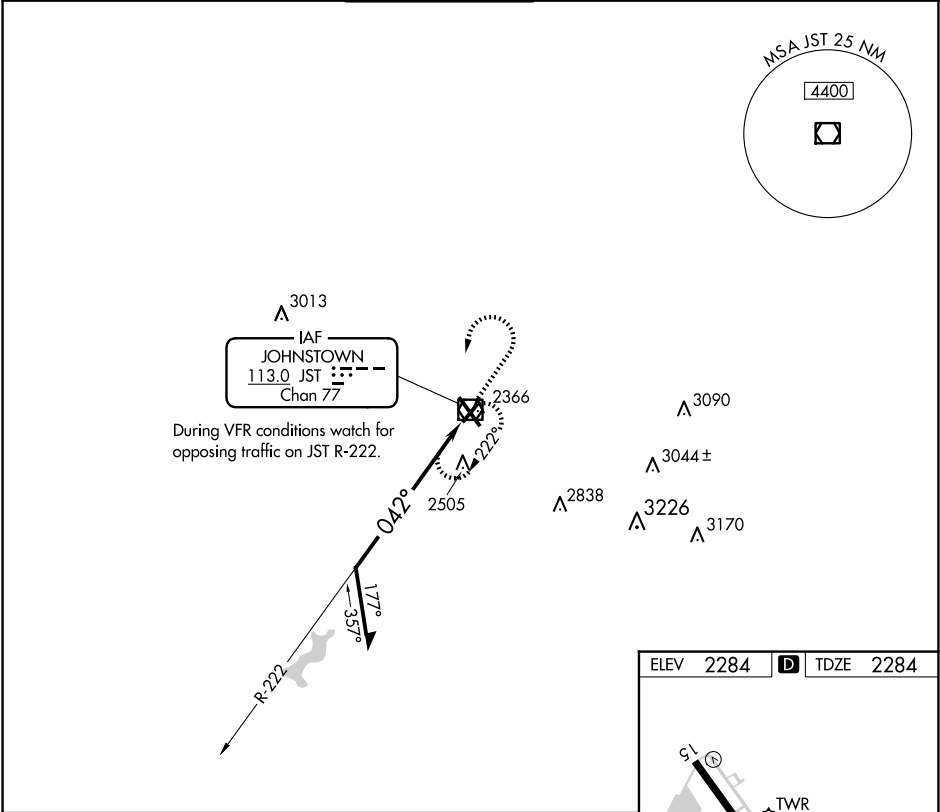 MSA JST 25 NM
4400
3013
IAF
JOHNSTOWN
113.0 JST
Chan 77
2366
3090
During VFR conditions watch for
opposing traffic on JST R-222.
222°
3044±
2505
2838
3226
3170
042°
177°
357°
R-222
ELEV 2284 D TDZE 2284
15
V
TWR